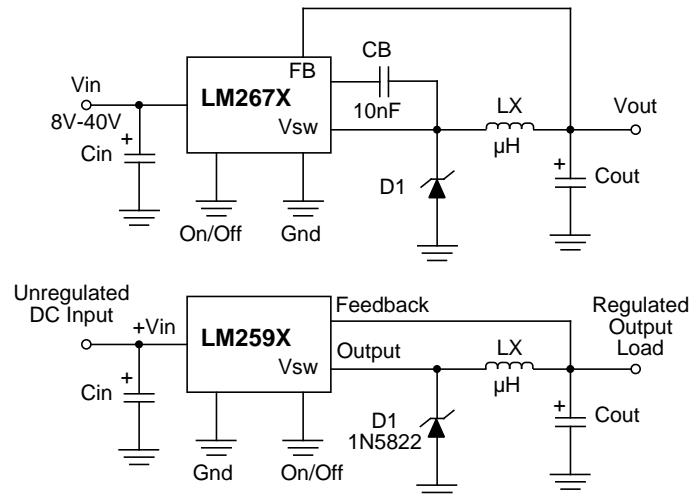 CB
FB
Vin
LM267X
10nF
LX
Vout
8V-40V
Vsw
+
Cin
µH
+
D1
Cout
On/Off
Gnd
Unregulated
DC Input
+Vin
Feedback
Regulated
Output
Load
LM259X
Output
LX
Vsw
+
Cin
µH
+
D1
1N5822
Cout
Gnd
On/Off